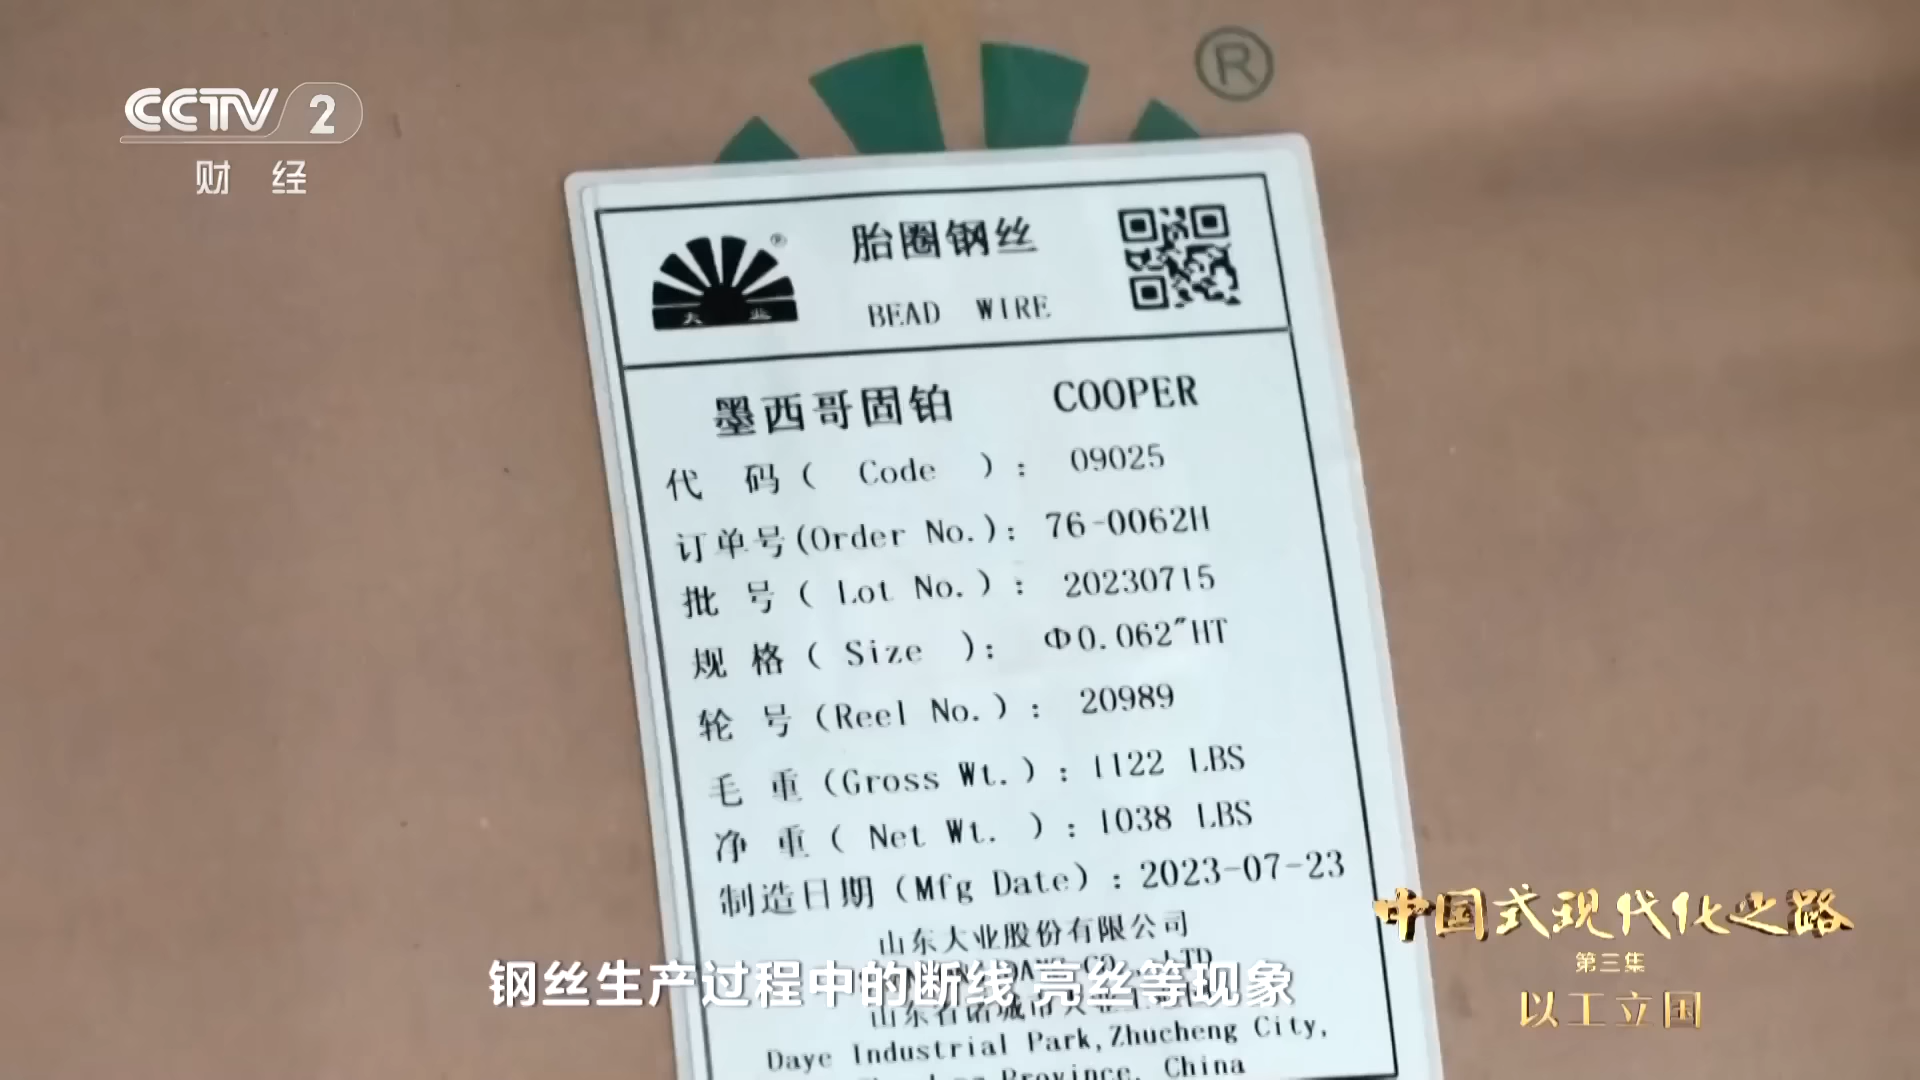 CCTV 2
财 经
®
®
大 业
胎圈钢丝
BEAD WIRE
墨西哥固铂 COOPER
代 码( Code ): 09025
订单号(Order No.): 76-0062H
批 号( Lot No.): 20230715
规 格( Size ): Φ0.062″HT
轮 号(Reel No.): 20989
毛 重(Gross Wt.): 1122 LBS
净 重( Net Wt. ): 1038 LBS
制造日期(Mfg Date): 2023-07-23
山东大业股份有限公司
CO., LTD
钢丝生产过程中的断线 亮丝等现象
山东省诸城市大业工
Daye Industrial Park,Zhucheng City,
Province, China
中国式现代化之路
第三集
以工立国